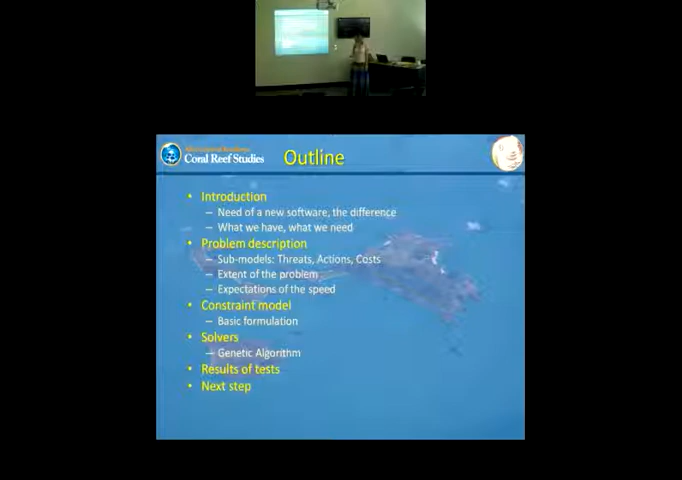 Coral Reef Studies
Outline
• Introduction
– Need of a new software, the difference
– What we have, what we need
• Problem description
– Sub-models: Threats, Actions, Costs
– Extent of the problem
– Expectations of the speed
• Constraint model
– Basic formulation
• Solvers
– Genetic Algorithm
• Results of tests
• Next step